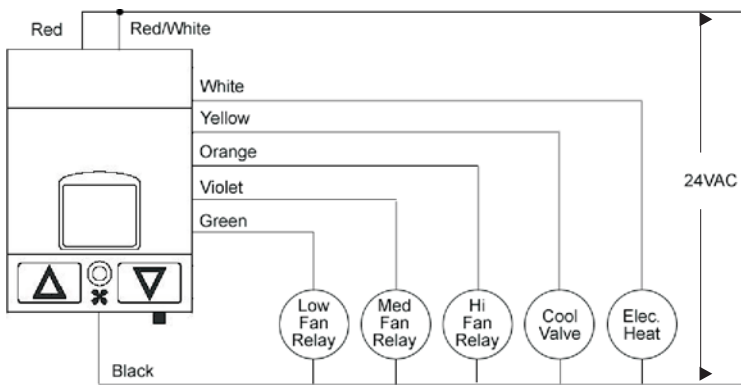 Red
Red/White
White
Yellow
Orange
Violet
Green
24VAC
Low
Fan
Relay
Med
Fan
Relay
Hi
Fan
Relay
Cool
Valve
Elec.
Heat
Black